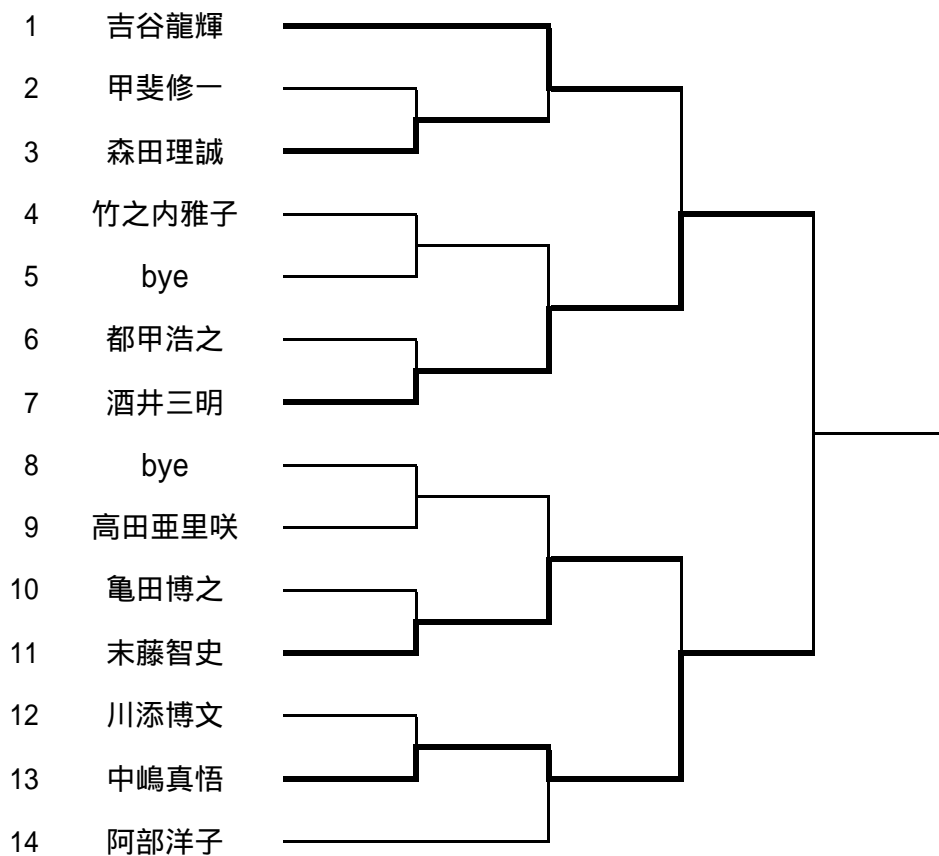 1 吉谷龍輝
2 甲斐修一
3 森田理誠
4 竹之内雅子
5 bye
6 都甲浩之
7 酒井三明
8 bye
9 高田亜里咲
10 亀田博之
11 末藤智史
12 川添博文
13 中嶋真悟
14 阿部洋子